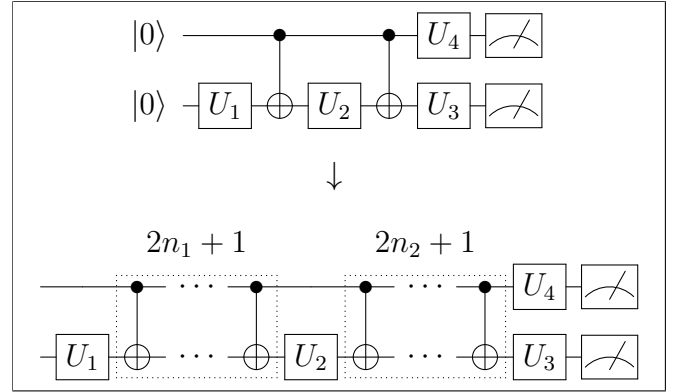 |0⟩ U₄
|0⟩ U₁ U₂ U₃
↓
2n₁ + 1 2n₂ + 1
··· ··· U₄
U₁ ··· U₂ ··· U₃